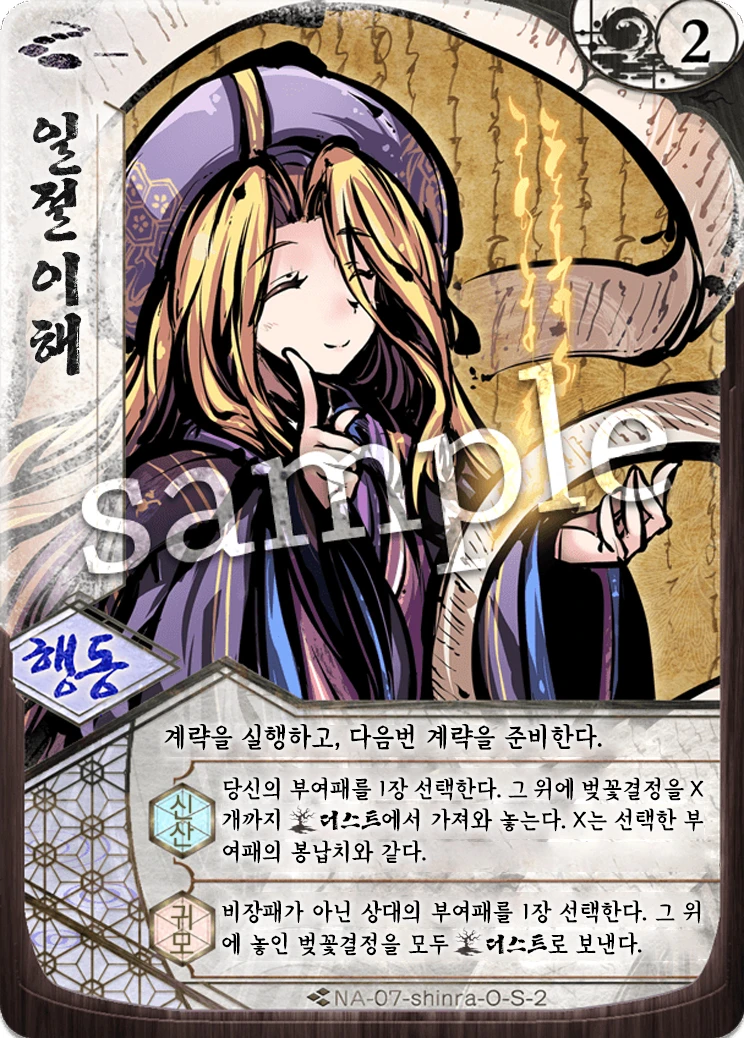 2
일절이해
sample
행동
계략을 실행하고, 다음번 계략을 준비한다.
신산
당신의 부여패를 1장 선택한다. 그 위에 벚꽃결정을 X
개까지 더스트에서 가져와 놓는다. X는 선택한 부
여패의 봉납치와 같다.
귀모
비장패가 아닌 상대의 부여패를 1장 선택한다. 그 위
에 놓인 벚꽃결정을 모두 더스트로 보낸다.
NA-07-shinra-O-S-2